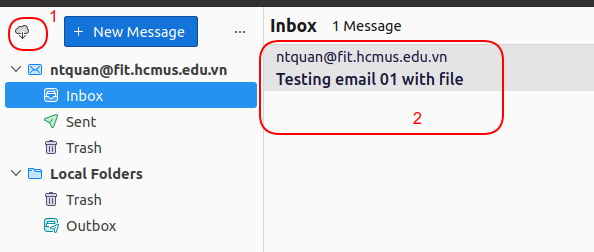 1
+ New Message
...
ntquan@fit.hcmus.edu.vn
Inbox
Sent
Trash
Local Folders
Trash
Outbox
Inbox 1 Message
ntquan@fit.hcmus.edu.vn
Testing email 01 with file
2